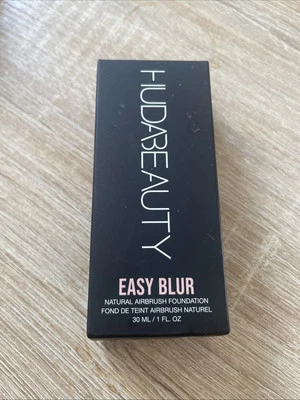 HUDABEAUTY
EASY BLUR
NATURAL AIRBRUSH FOUNDATION
FOND DE TEINT AIRBRUSH NATUREL
30 ML / 1 FL. OZ